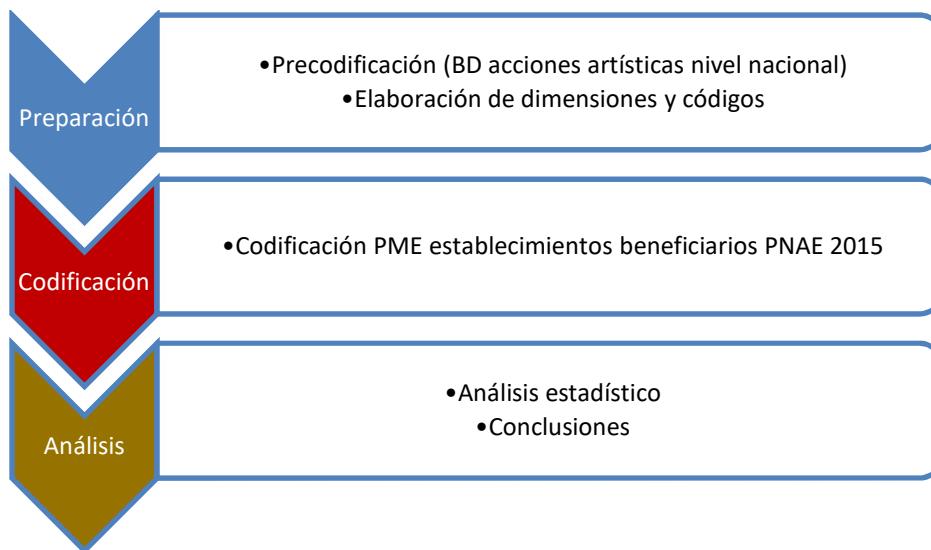 Preparación
•Precodificación (BD acciones artísticas nivel nacional)
•Elaboración de dimensiones y códigos
Codificación
•Codificación PME establecimientos beneficiarios PNAE 2015
Análisis
•Análisis estadístico
•Conclusiones